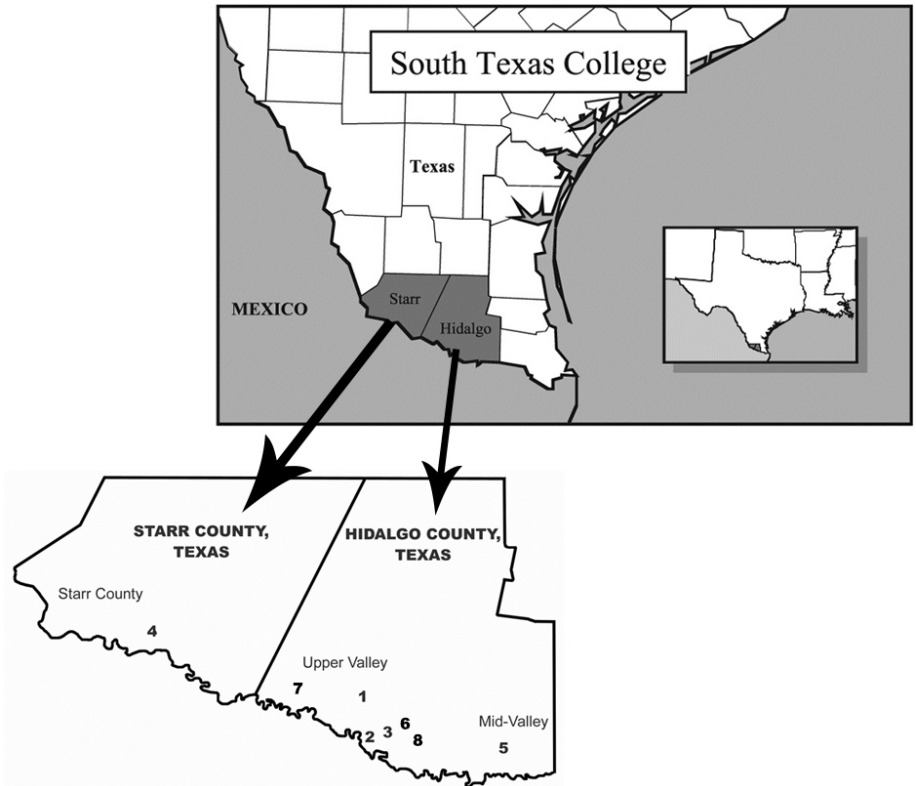 South Texas College
Texas
MEXICO
Starr
Hidalgo
STARR COUNTY,
TEXAS
HIDALGO COUNTY,
TEXAS
Starr County
4
Upper Valley
7
1
6
2
3
8
Mid-Valley
5